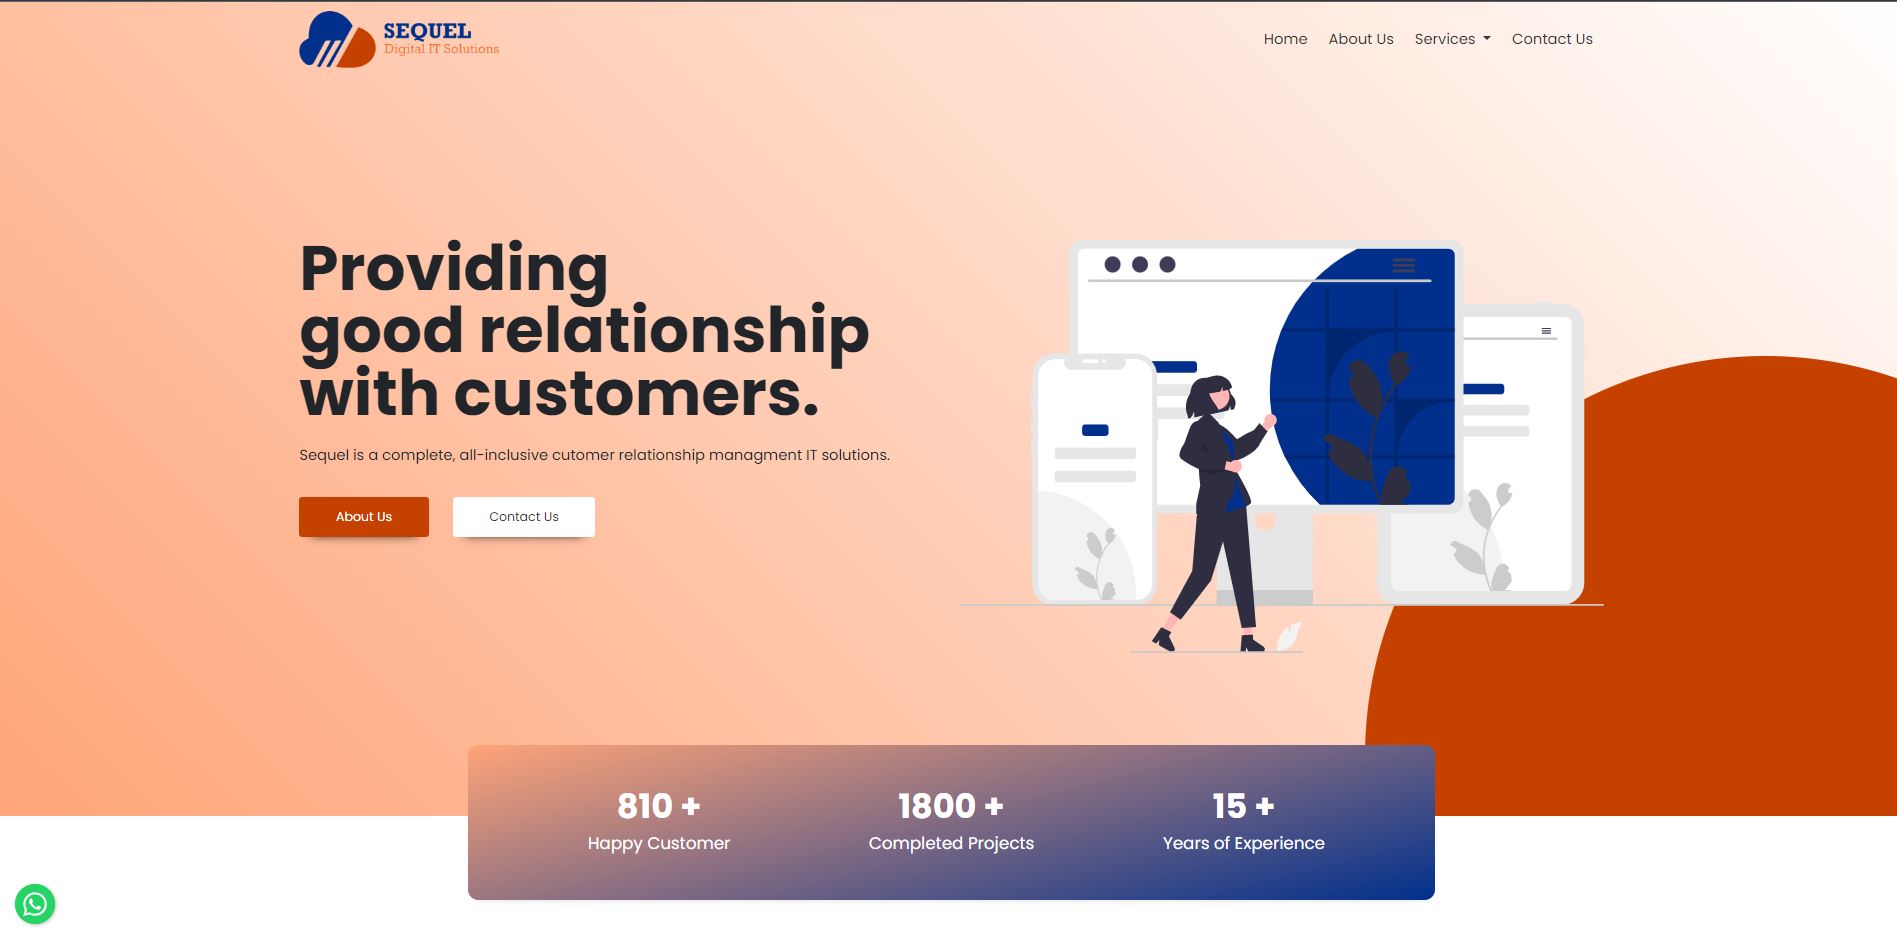 SEQUEL
Digital IT Solutions
Home About Us Services Contact Us
Providing
good relationship
with customers.
Sequel is a complete, all-inclusive cutomer relationship managment IT solutions.
About Us Contact Us
810 + 1800 + 15 +
Happy Customer Completed Projects Years of Experience